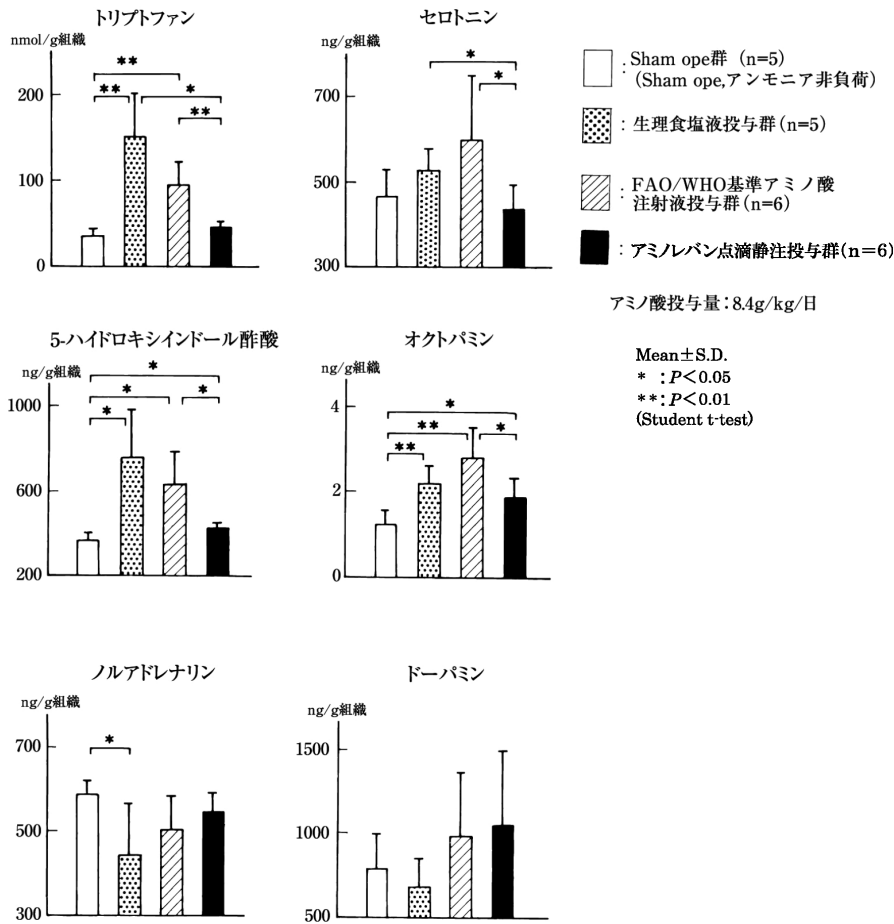 トリプトファン
nmol/g組織
200
100
0
**
**
*
**
セロトニン
ng/g組織
700
500
300
*
*
: Sham ope群 (n=5)
(Sham ope,アンモニア非負荷)
: 生理食塩液投与群(n=5)
: FAO/WHO基準アミノ酸
注射液投与群(n=6)
: アミノレバン点滴静注投与群(n=6)
アミノ酸投与量:8.4g/kg/日
Mean±S.D.
* :P<0.05
**:P<0.01
(Student t-test)
5-ハイドロキシインドール酢酸
ng/g組織
1000
600
200
*
*
*
*
オクトパミン
ng/g組織
4
2
0
*
**
*
**
ノルアドレナリン
ng/g組織
700
500
300
*
ドーパミン
ng/g組織
1500
1000
500